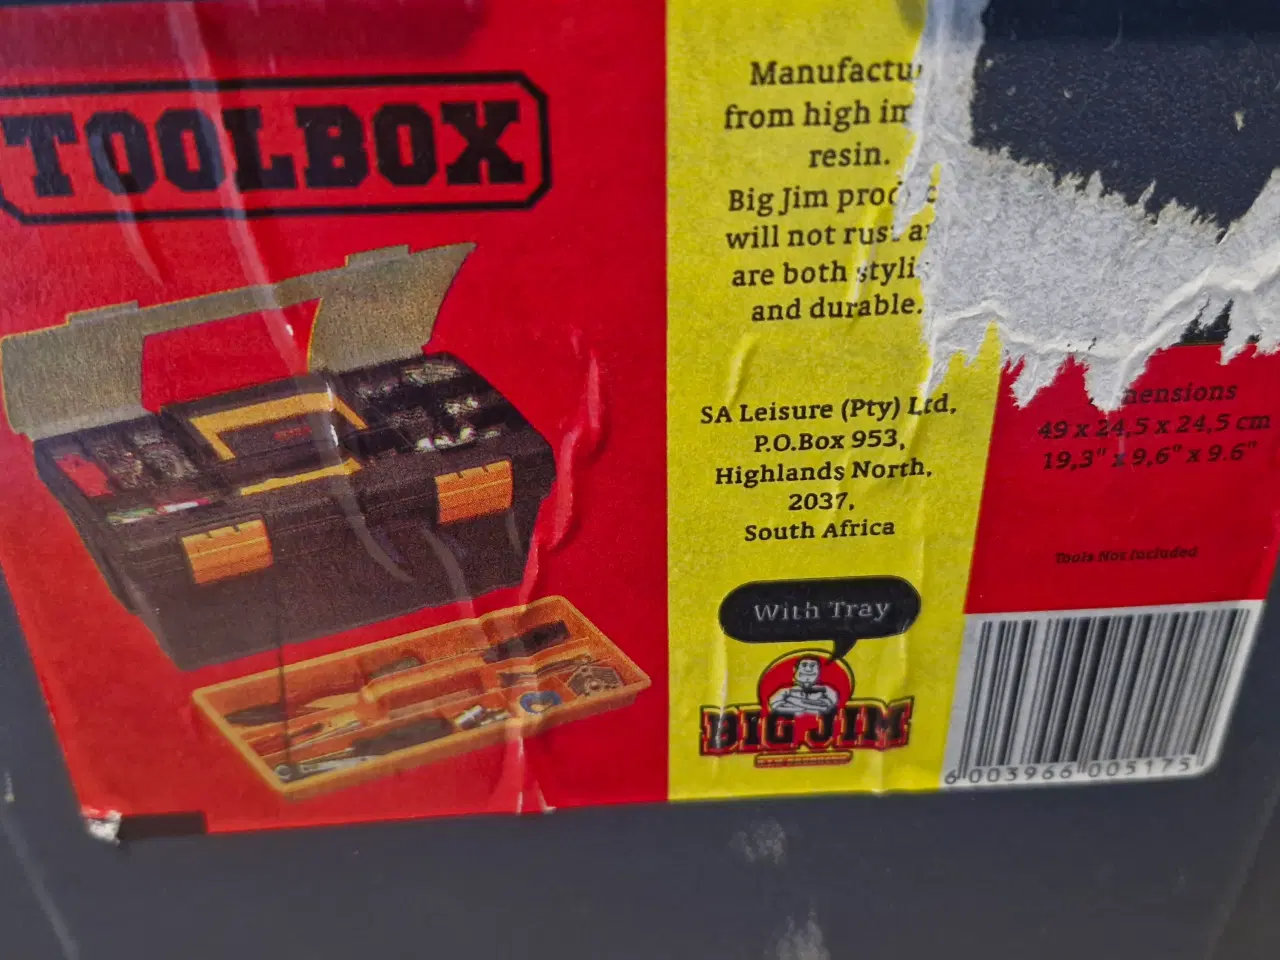 TOOLBOX
Manufactu
from high im
resin.
Big Jim produc
will not rust a
are both styli
and durable.
SA Leisure (Pty) Ltd,
P.O.Box 953,
Highlands North,
2037,
South Africa
With Tray
BIG JIM
ensions
49 x 24,5 x 24,5 cm
19,3" x 9,6" x 9.6"
Tools Not Included
6 003966 005175